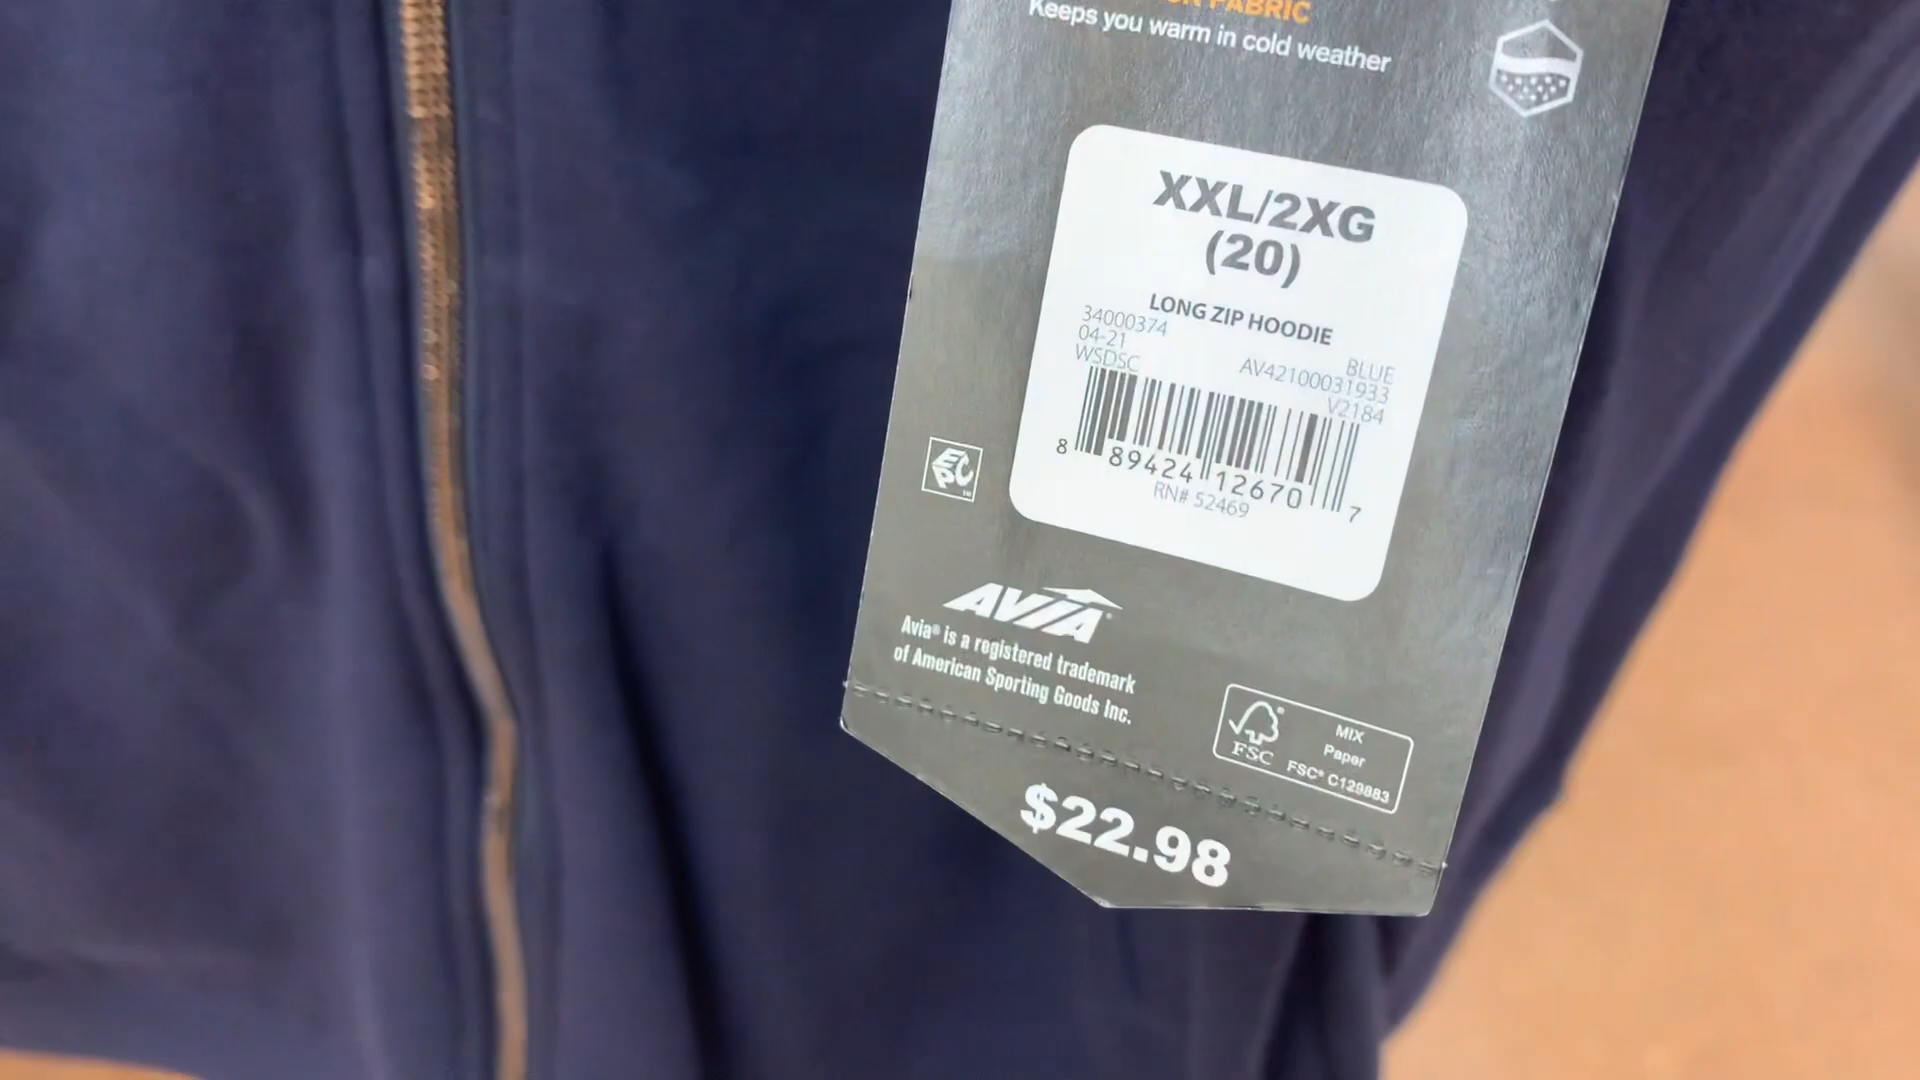 FABRIC
Keeps you warm in cold weather
XXL/2XG
(20)
LONG ZIP HOODIE
34000374
04-21
BLUE
WSDSC
AV42100031933
V2184
8 89424 12670 7
RN# 52469
EPC
AVIA®
Avia® is a registered trademark
of American Sporting Goods Inc.
FSC®
MIX
Paper
FSC® C129883
$22.98